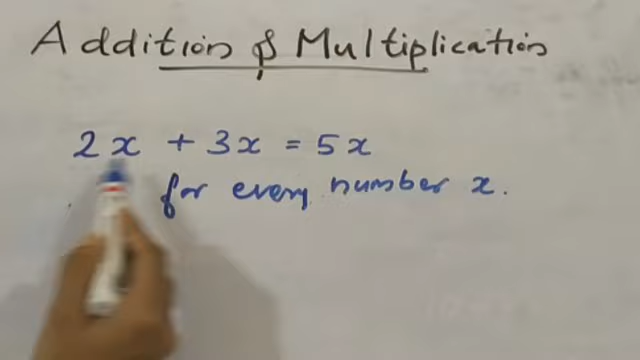 Addition & Multiplication
2x + 3x = 5x
for every number x.